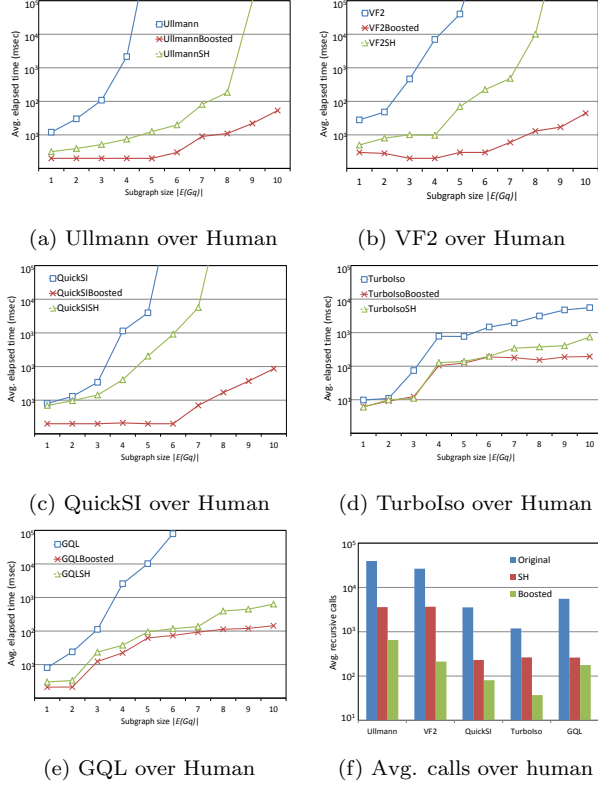 Avg. elapsed time (msec)
10^5
10^4
10^3
10^2
10^1
Ullmann
UllmannBoosted
UllmannSH
1 2 3 4 5 6 7 8 9 10
Subgraph size |E(Gq)|
(a) Ullmann over Human
Avg. elapsed time (msec)
10^5
10^4
10^3
10^2
10^1
VF2
VF2Boosted
VF2SH
1 2 3 4 5 6 7 8 9 10
Subgraph size |E(Gq)|
(b) VF2 over Human
Avg. elapsed time (msec)
10^5
10^4
10^3
10^2
10^1
QuickSI
QuickSIBoosted
QuickSISH
1 2 3 4 5 6 7 8 9 10
Subgraph size |E(Gq)|
(c) QuickSI over Human
Avg. elapsed time (msec)
10^5
10^4
10^3
10^2
10^1
TurboIso
TurboIsoBoosted
TurboIsoSH
1 2 3 4 5 6 7 8 9 10
Subgraph size |E(Gq)|
(d) TurboIso over Human
Avg. elapsed time (msec)
10^5
10^4
10^3
10^2
10^1
GQL
GQLBoosted
GQLSH
1 2 3 4 5 6 7 8 9 10
Subgraph size |E(Gq)|
(e) GQL over Human
Avg. recursive calls
10^5
10^4
10^3
10^2
10^1
Original
SH
Boosted
Ullmann VF2 QuickSI TurboIso GQL
(f) Avg. calls over human